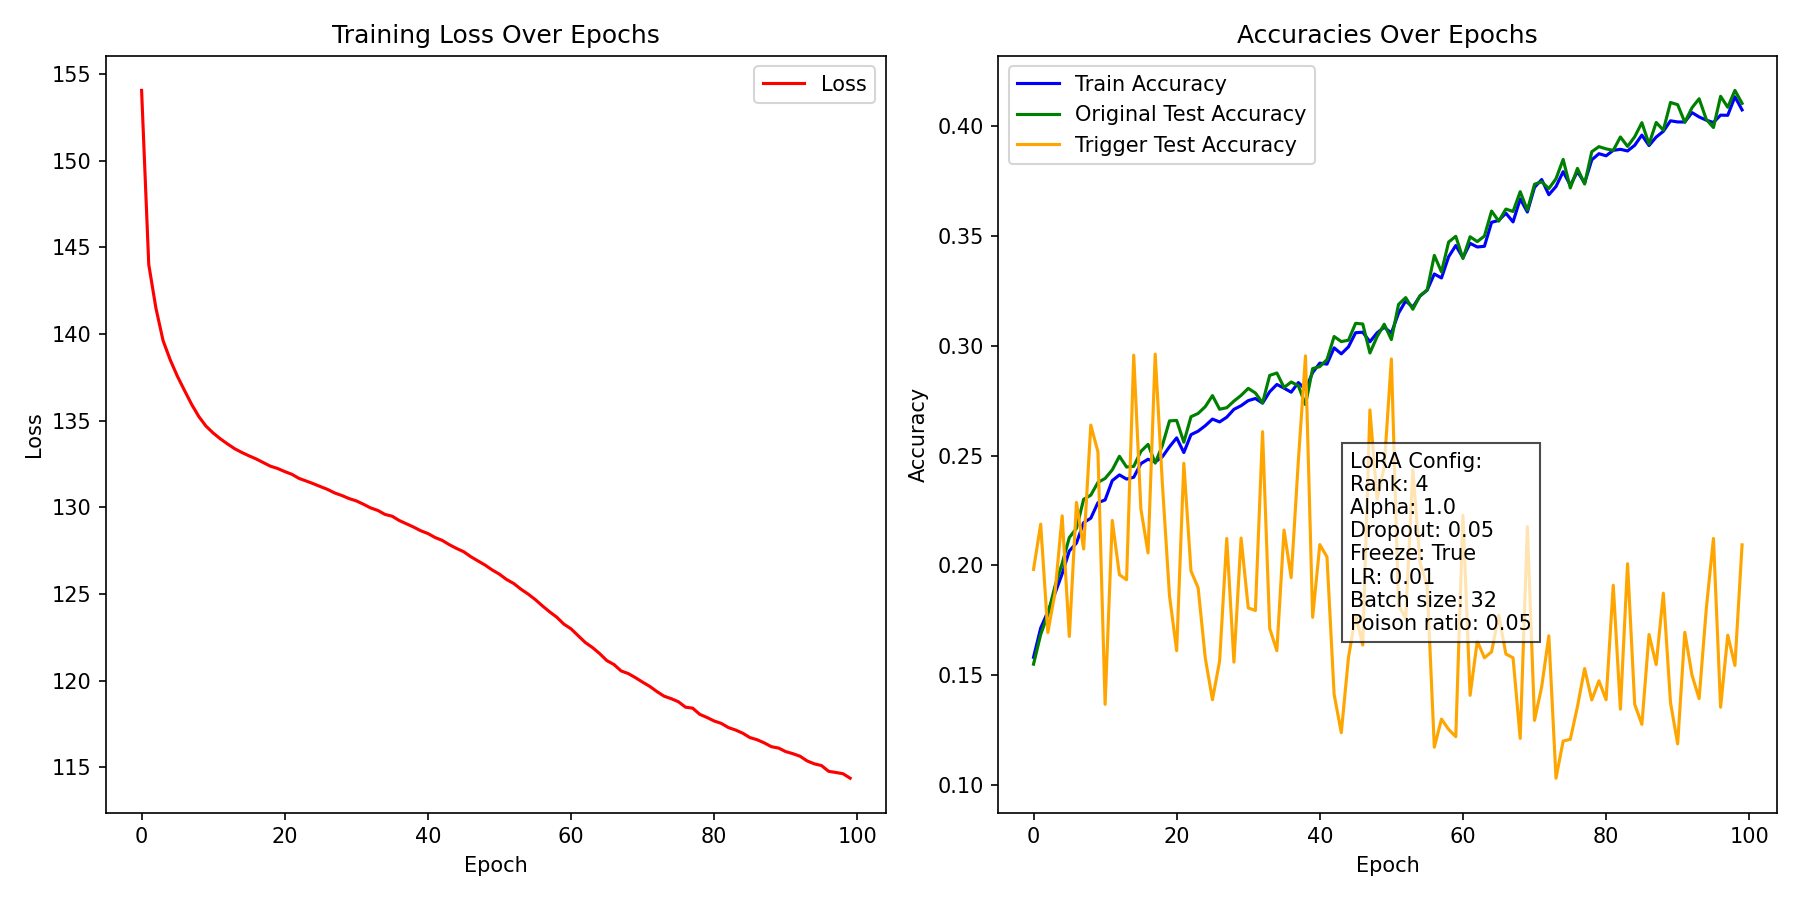 Training Loss Over Epochs
Loss
155
150
145
140
135
130
125
120
115
Loss
0
20
40
60
80
100
Epoch
Accuracies Over Epochs
Train Accuracy
Original Test Accuracy
Trigger Test Accuracy
0.40
0.35
0.30
0.25
0.20
0.15
0.10
Accuracy
LoRA Config:
Rank: 4
Alpha: 1.0
Dropout: 0.05
Freeze: True
LR: 0.01
Batch size: 32
Poison ratio: 0.05
0
20
40
60
80
100
Epoch